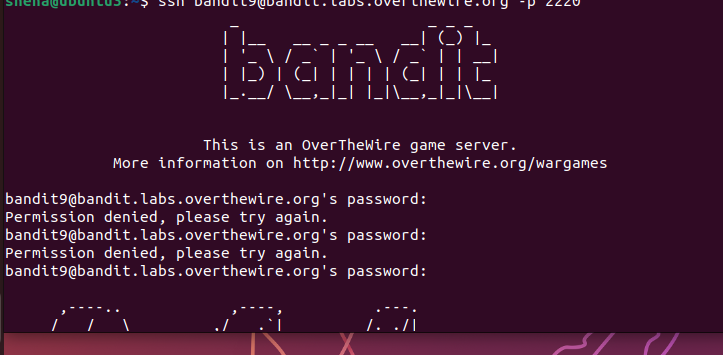 shena@ubuntu3:~$ ssh bandit9@bandit.labs.overthewire.org -p 2220
bandit
This is an OverTheWire game server.
More information on http://www.overthewire.org/wargames
bandit9@bandit.labs.overthewire.org's password:
Permission denied, please try again.
bandit9@bandit.labs.overthewire.org's password:
Permission denied, please try again.
bandit9@bandit.labs.overthewire.org's password: